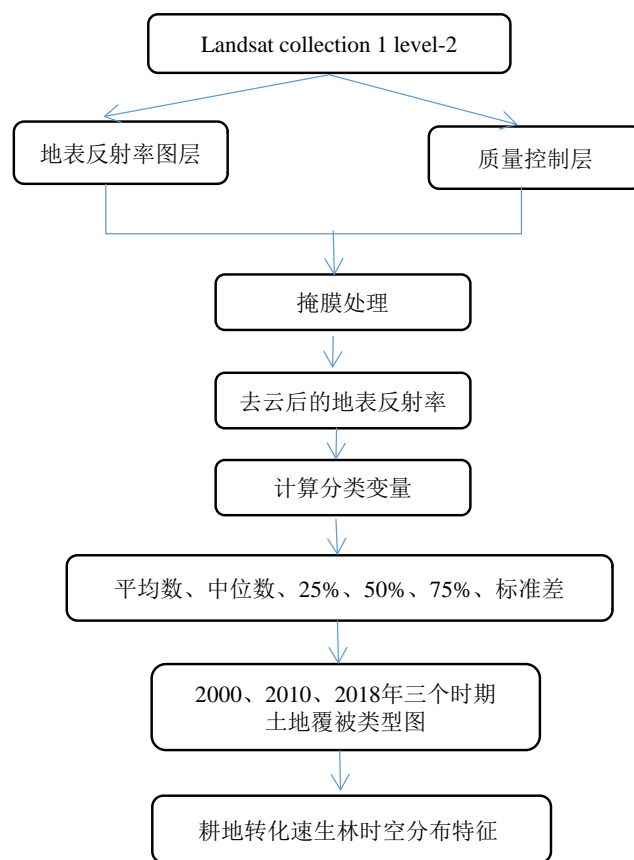 Landsat collection 1 level-2
地表反射率图层
质量控制层
掩膜处理
去云后的地表反射率
计算分类变量
平均数、中位数、25%、50%、75%、标准差
2000、2010、2018年三个时期
土地覆被类型图
耕地转化速生林时空分布特征